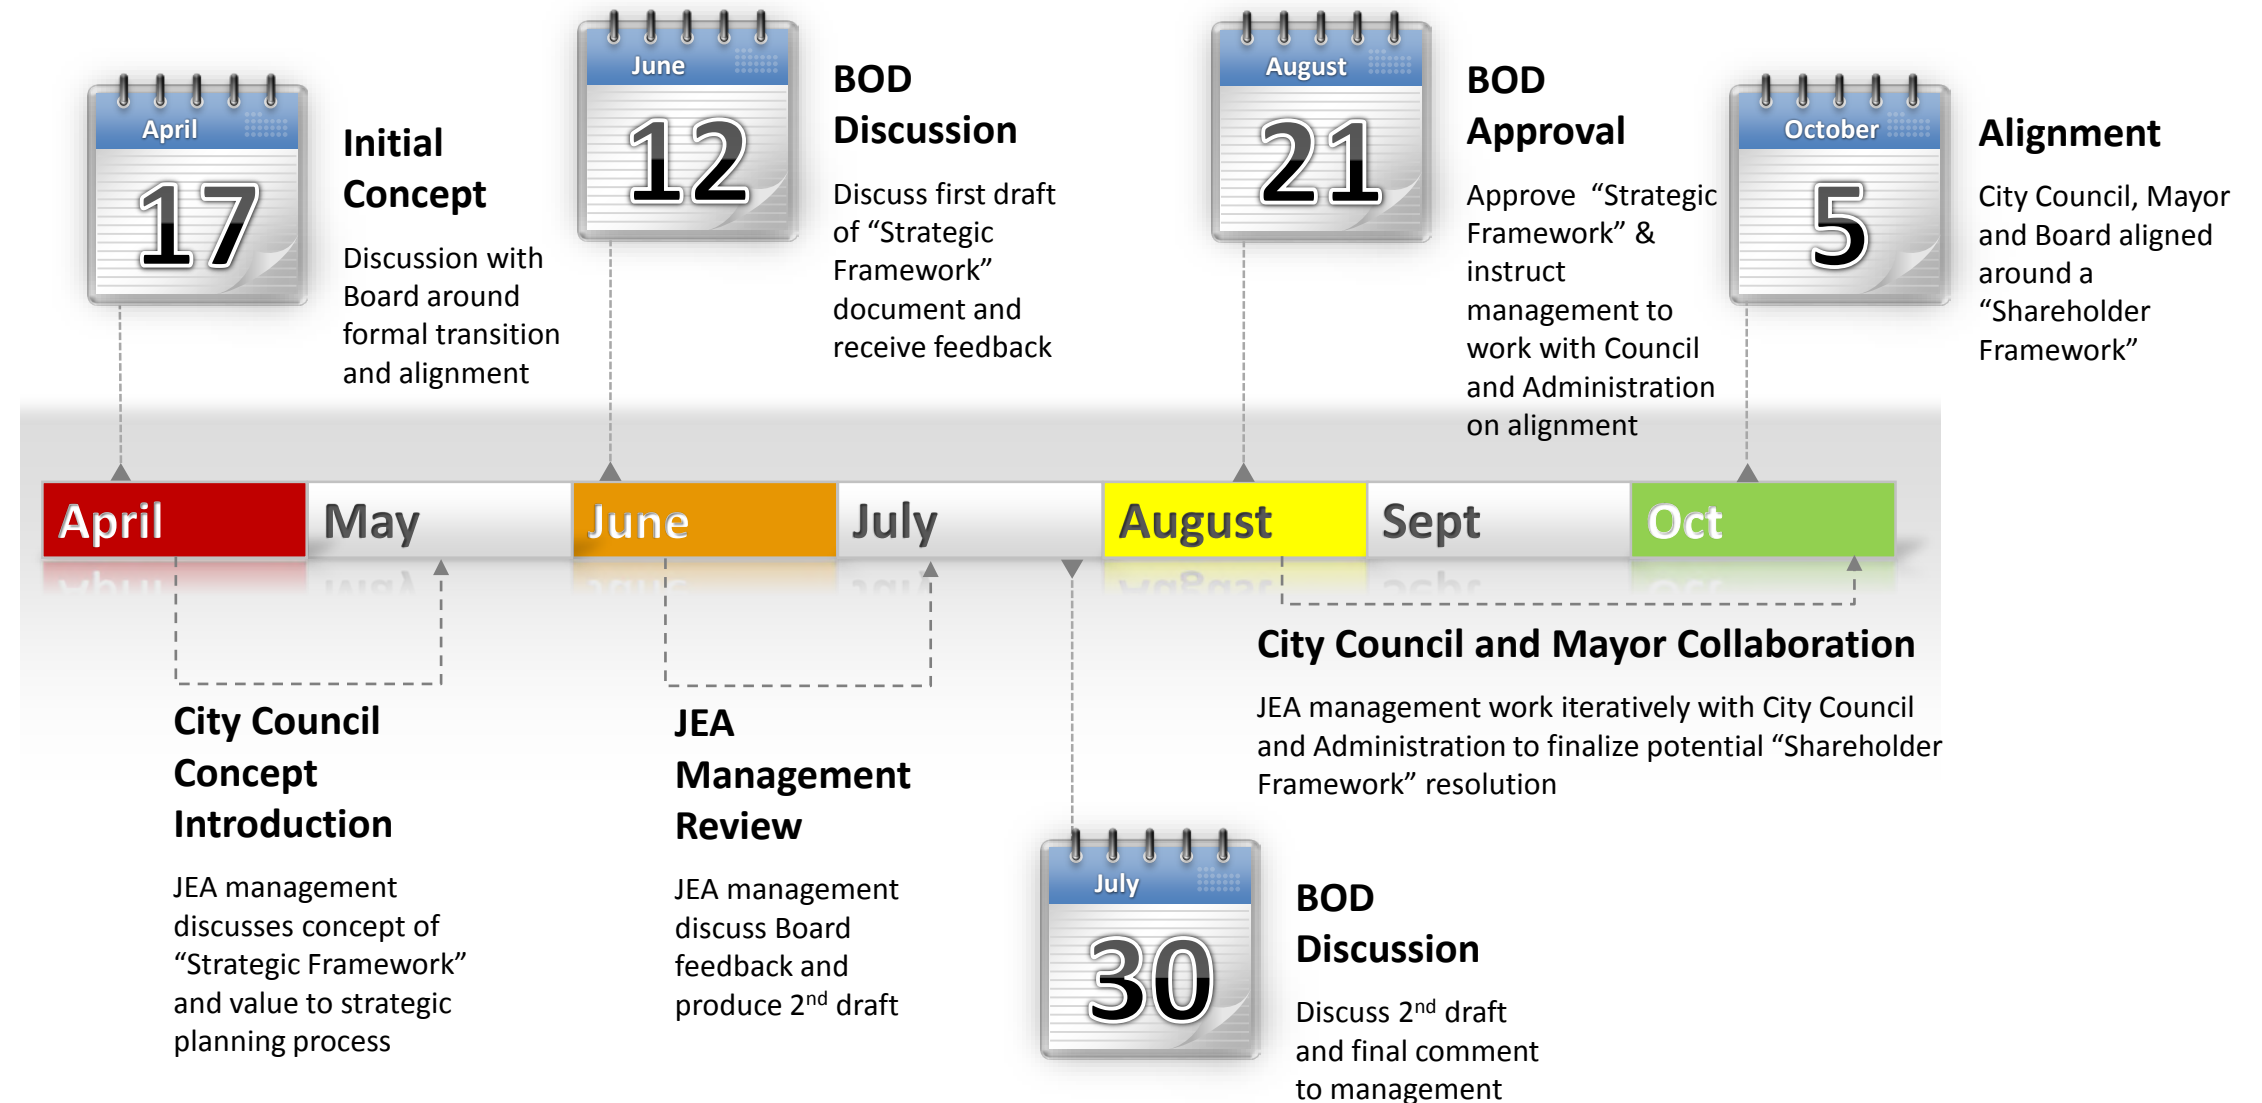 April
17
Initial
Concept
Discussion with
Board around
formal transition
and alignment
June
12
BOD
Discussion
Discuss first draft
of “Strategic
Framework”
document and
receive feedback
August
21
BOD
Approval
Approve “Strategic
Framework” &
instruct
management to
work with Council
and Administration
on alignment
October
5
Alignment
City Council, Mayor
and Board aligned
around a
“Shareholder
Framework”
April May June July August Sept Oct
City Council
Concept
Introduction
JEA management
discusses concept of
“Strategic Framework”
and value to strategic
planning process
JEA
Management
Review
JEA management
discuss Board
feedback and
produce 2nd draft
City Council and Mayor Collaboration
JEA management work iteratively with City Council
and Administration to finalize potential “Shareholder
Framework” resolution
July
30
BOD
Discussion
Discuss 2nd draft
and final comment
to management